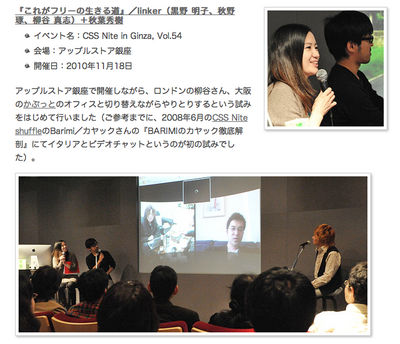 『これがフリーの生きる道』／linker（黒野 明子、秋野
琢、柳谷 真志）＋秋葉秀樹
イベント名：CSS Nite in Ginza, Vol.54
会場：アップルストア銀座
開催日：2010年11月18日
アップルストア銀座で開催しながら、ロンドンの柳谷さん、大阪
のかぷっとのオフィスと切り替えながらやりとりするという試み
をはじめて行いました（ご参考までに、2008年6月のCSS Nite
shuffleのBarimi／カヤックさんの『BARIMIのカヤック徹底解
剖』にてイタリアとビデオチャットというのが初の試みでし
た）。